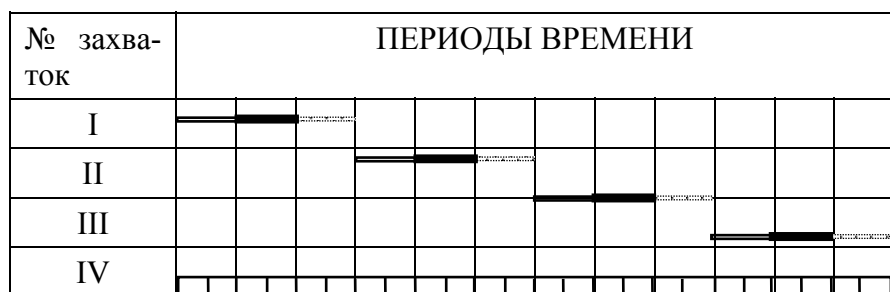 № захва-
ток
ПЕРИОДЫ ВРЕМЕНИ
I
II
III
IV